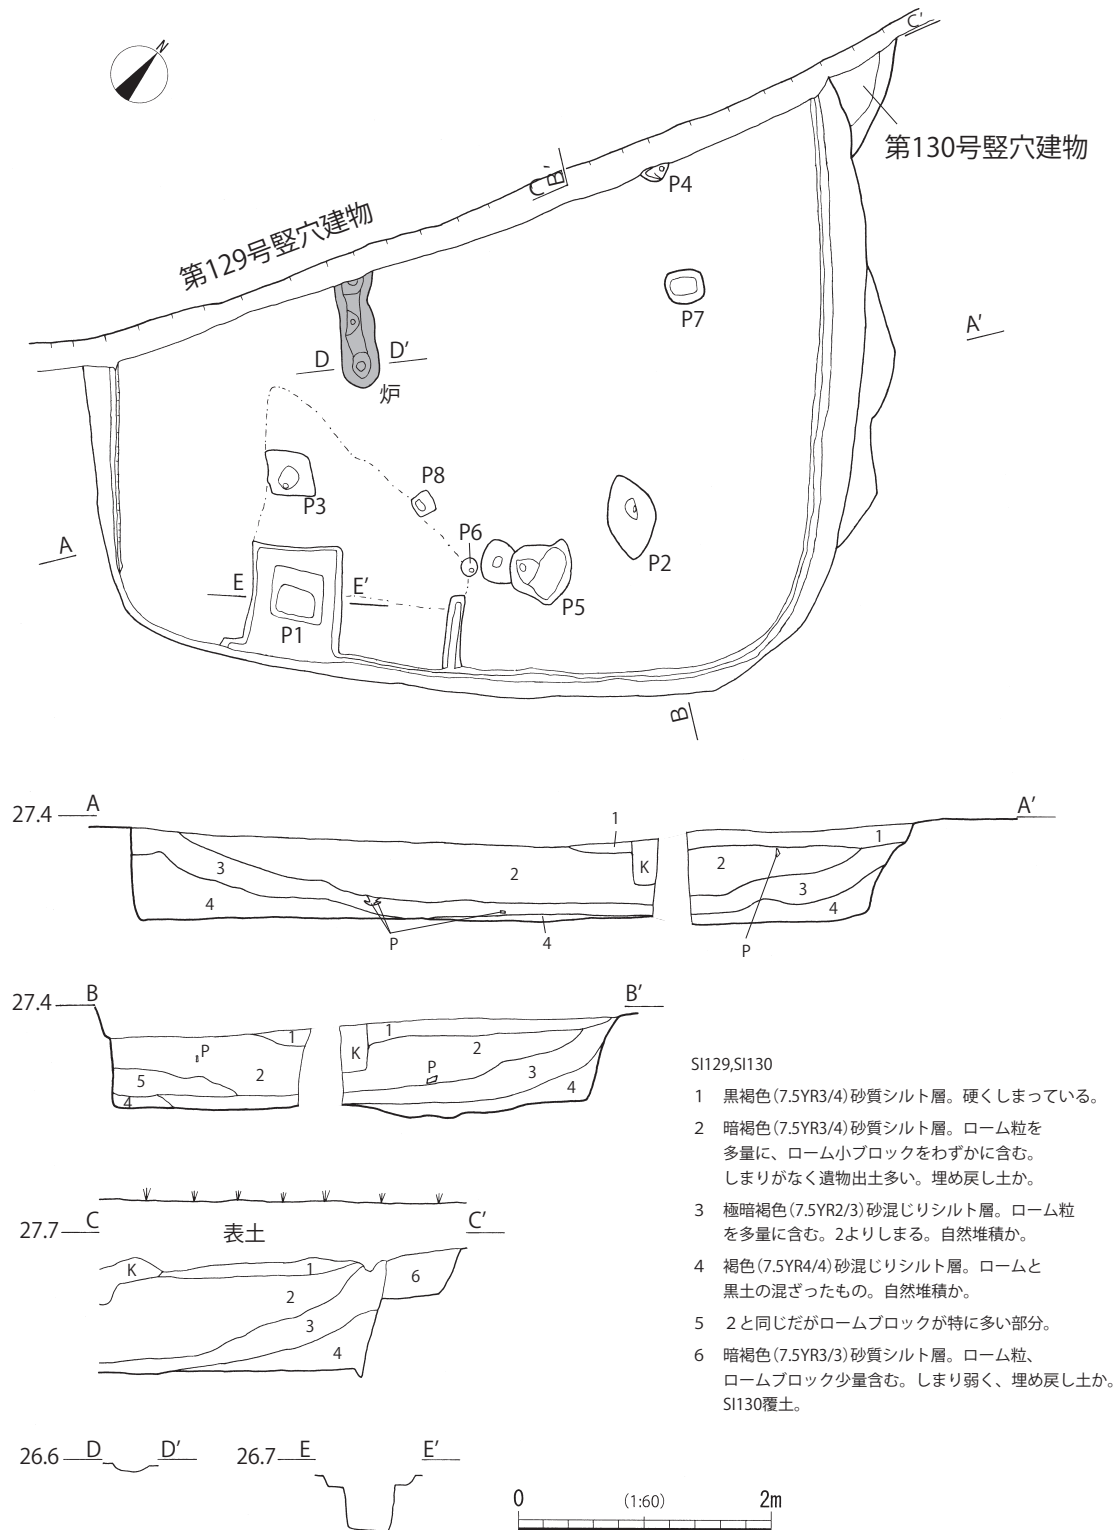 N
C'
第130号竪穴建物
C
B`
P4
第129号竪穴建物
P7
A'
D
D'
炉
P3
P8
P6
P2
A
E
E'
P5
P1
B
27.4
A
A'
1
1
3
2
K
2
3
4
4
P
4
P
27.4
B
B'
1
1
P
K
2
5
2
P
3
4
4
SI129,SI130
1 黒褐色(7.5YR3/4)砂質シルト層。硬くしまっている。
2 暗褐色(7.5YR3/4)砂質シルト層。ローム粒を
多量に、ローム小ブロックをわずかに含む。
しまりがなく遺物出土多い。埋め戻し土か。
3 極暗褐色(7.5YR2/3)砂混じりシルト層。ローム粒
を多量に含む。2よりしまる。自然堆積か。
4 褐色(7.5YR4/4)砂混じりシルト層。ロームと
黒土の混ざったもの。自然堆積か。
5 2と同じだがロームブロックが特に多い部分。
6 暗褐色(7.5YR3/3)砂質シルト層。ローム粒、
ロームブロック少量含む。しまり弱く、埋め戻し土か。
SI130覆土。
27.7
C
C'
表土
K
1
6
2
3
4
26.6
D
D'
26.7
E
E'
0
(1:60)
2m